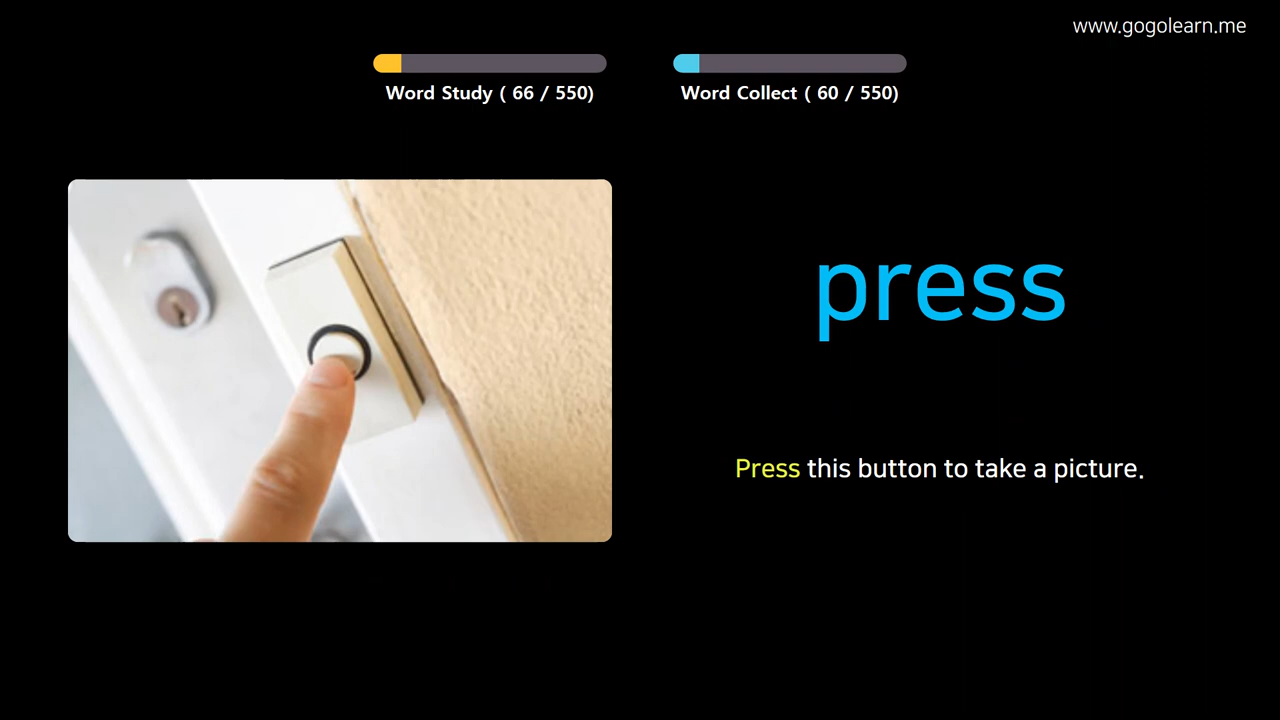 www.gogolearn.me
Word Study ( 66 / 550)
Word Collect ( 60 / 550)
press
Press this button to take a picture.